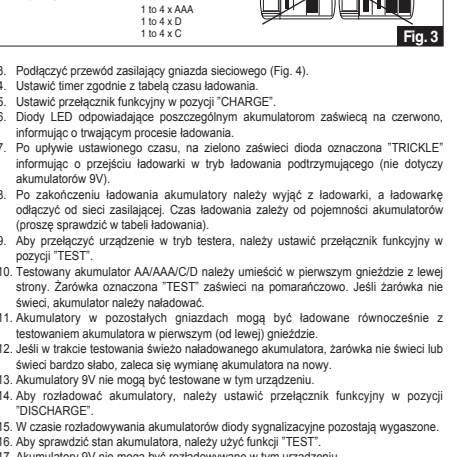 1 to 4 x AAA
1 to 4 x D
1 to 4 x C
Fig. 3
3. Podłączyć przewód zasilający gniazda sieciowego (Fig. 4).
4. Ustawić timer zgodnie z tabelą czasu ładowania.
5. Ustawić przełącznik funkcyjny w pozycji "CHARGE".
6. Diody LED odpowiadające poszczególnym akumulatorom zaświecą na czerwono,
informując o trwającym procesie ładowania.
7. Po upływie ustawionego czasu, na zielono zaświeci dioda oznaczona "TRICKLE"
informując o przejściu ładowarki w tryb ładowania podtrzymującego (nie dotyczy
akumulatorów 9V).
8. Po zakończeniu ładowania akumulatory należy wyjąć z ładowarki, a ładowarkę
odłączyć od sieci zasilającej. Czas ładowania zależy od pojemności akumulatorów
(proszę sprawdzić w tabeli ładowania).
9. Aby przełączyć urządzenie w tryb testera, należy ustawić przełącznik funkcyjny w
pozycji "TEST".
10. Testowany akumulator AA/AAA/C/D należy umieścić w pierwszym gnieździe z lewej
strony. Żarówka oznaczona "TEST" zaświeci na pomarańczowo. Jeśli żarówka nie
świeci, akumulator należy naładować.
11. Akumulatory w pozostałych gniazdach mogą być ładowane równocześnie z
testowaniem akumulatora w pierwszym (od lewej) gnieździe.
12. Jeśli w trakcie testowania świeżo naładowanego akumulatora, żarówka nie świeci lub
świeci bardzo słabo, zaleca się wymianę akumulatora na nowy.
13. Akumulatory 9V nie mogą być testowane w tym urządzeniu.
14. Aby rozładować akumulatory, należy ustawić przełącznik funkcyjny w pozycji
"DISCHARGE".
15. W czasie rozładowywania akumulatorów diody sygnalizacyjne pozostają wygaszone.
16. Aby sprawdzić stan akumulatora, należy użyć funkcji "TEST".
17. Akumulatory 9V nie mogą być rozładowywane w tym urządzeniu.